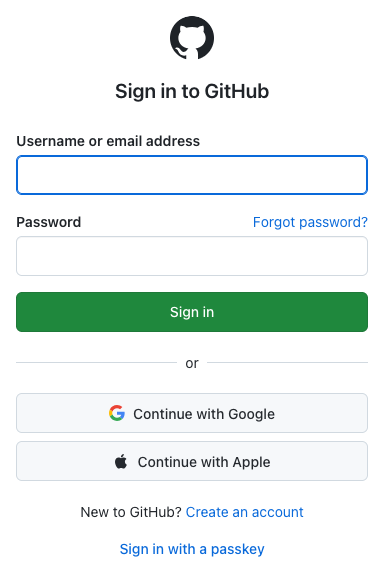 Sign in to GitHub
Username or email address
Password Forgot password?
Sign in
or
Continue with Google
Continue with Apple
New to GitHub? Create an account
Sign in with a passkey